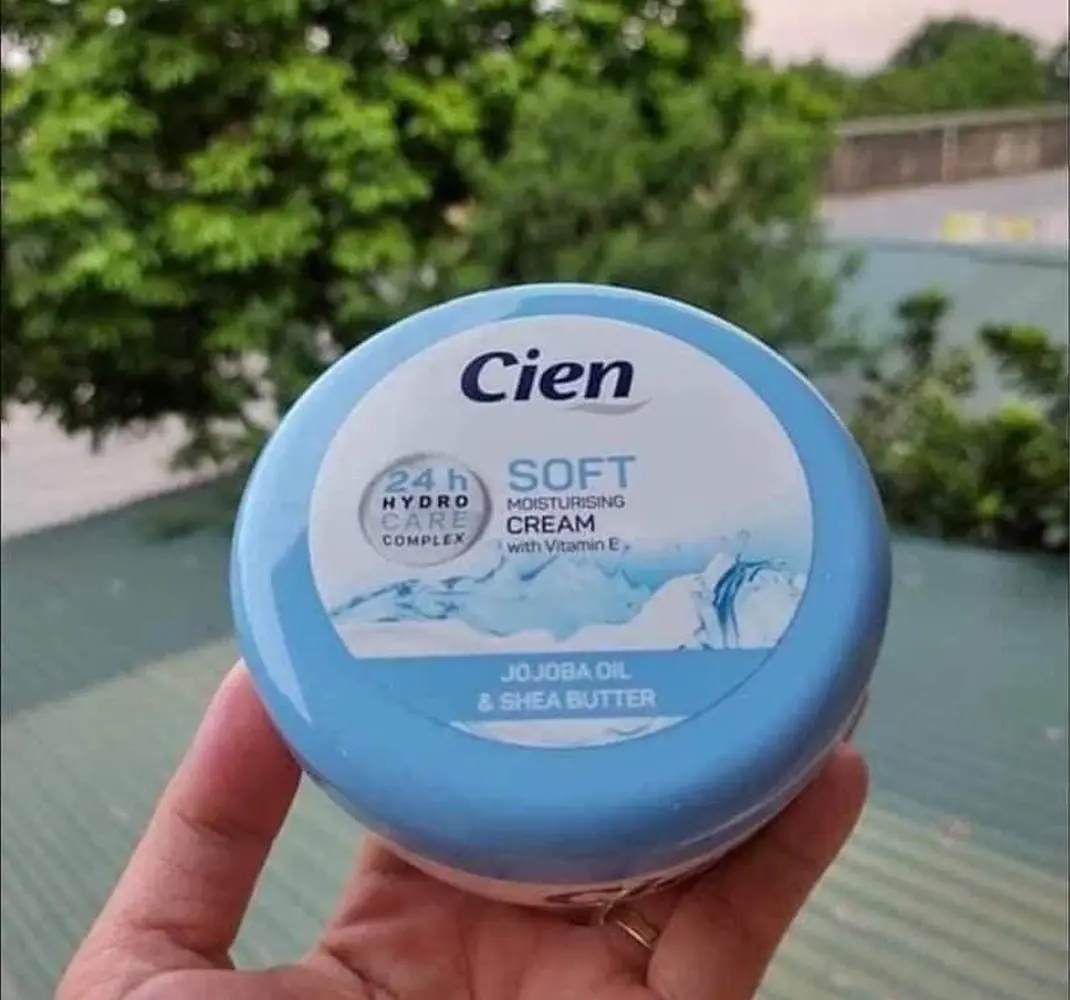 Cien
24 h
HYDRO
CARE
COMPLEX
SOFT
MOISTURISING
CREAM
with Vitamin E
JOJOBA OIL
& SHEA BUTTER